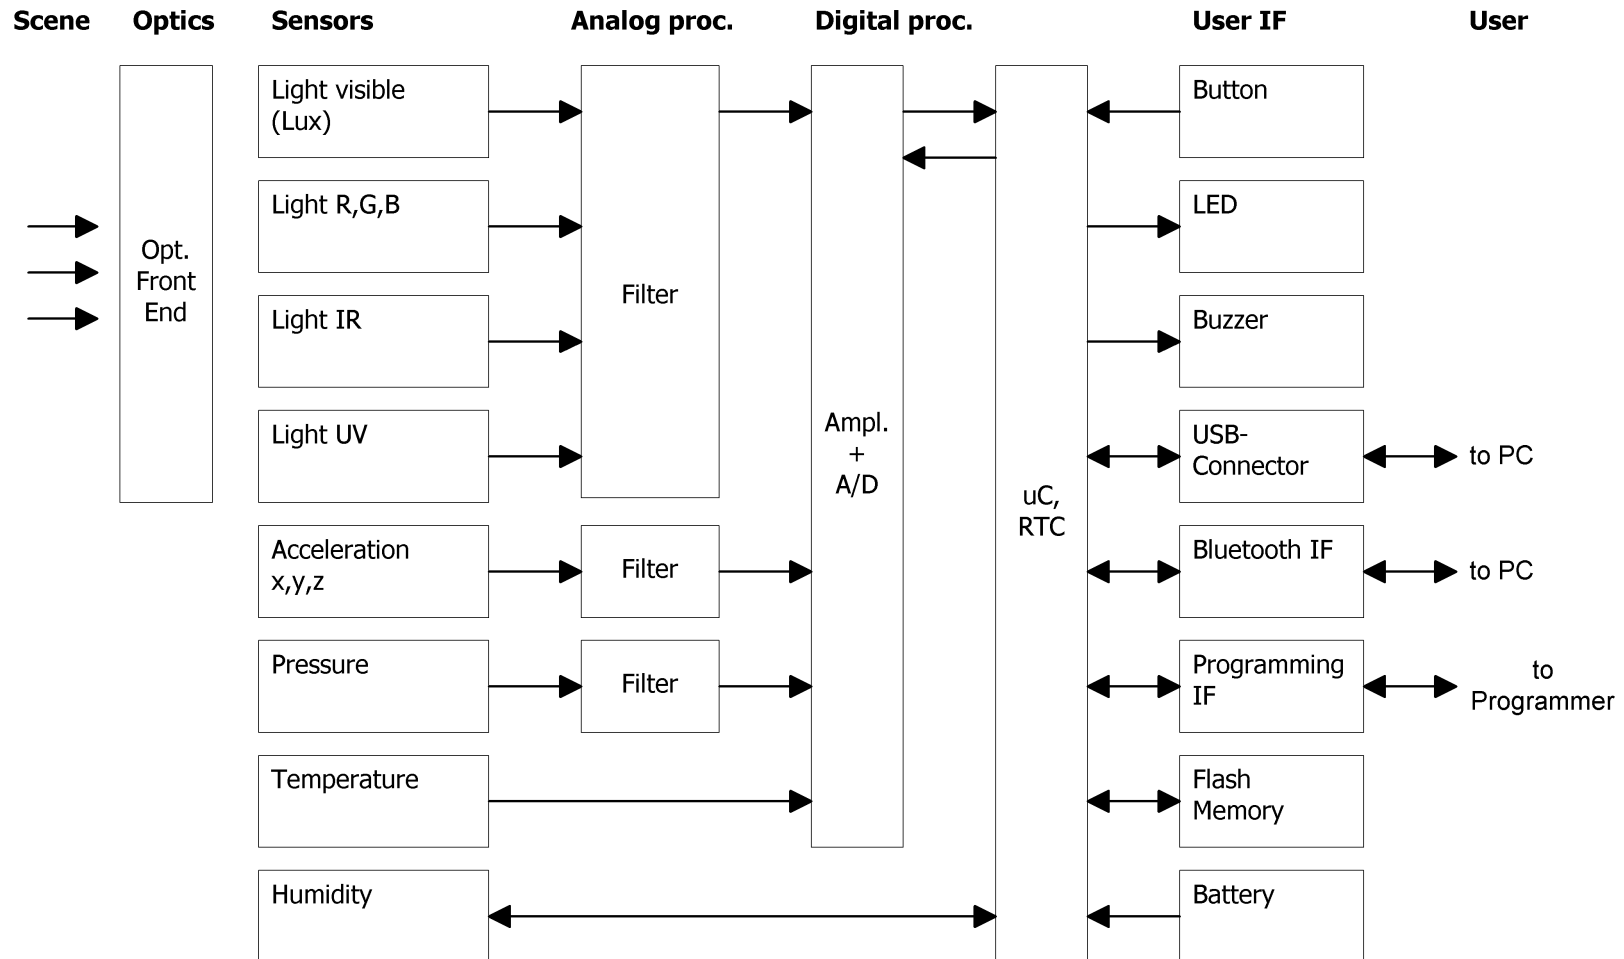 Scene
Optics
Sensors
Analog proc.
Digital proc.
User IF
User
Opt.
Front
End
Light visible
(Lux)
Light R,G,B
Light IR
Light UV
Acceleration
x,y,z
Pressure
Temperature
Humidity
Filter
Filter
Filter
Ampl.
+
A/D
uC,
RTC
Button
LED
Buzzer
USB-
Connector
Bluetooth IF
Programming
IF
Flash
Memory
Battery
to PC
to PC
to
Programmer